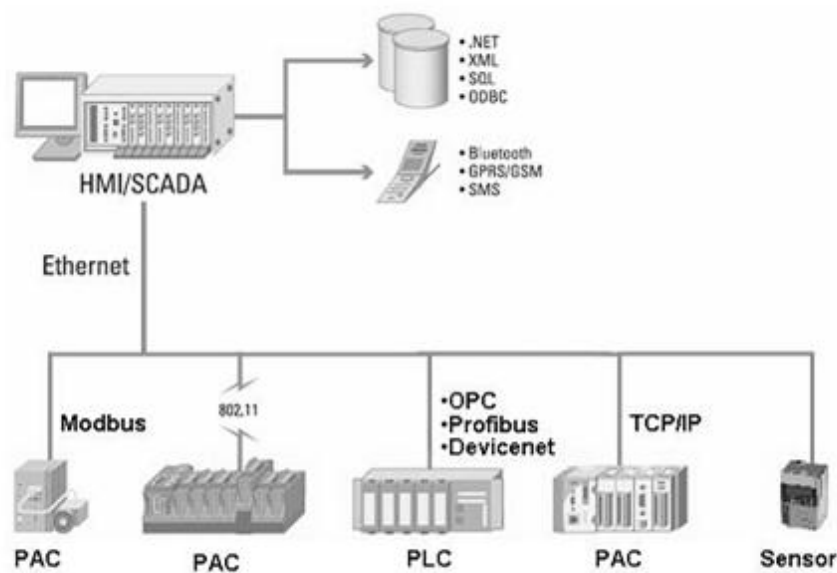 • .NET
• XML
• SQL
• ODBC
HMI/SCADA
• Bluetooth
• GPRS/GSM
• SMS
Ethernet
Modbus
802.11
•OPC
•Profibus
•Devicenet
TCP/IP
PAC
PAC
PLC
PAC
Sensor